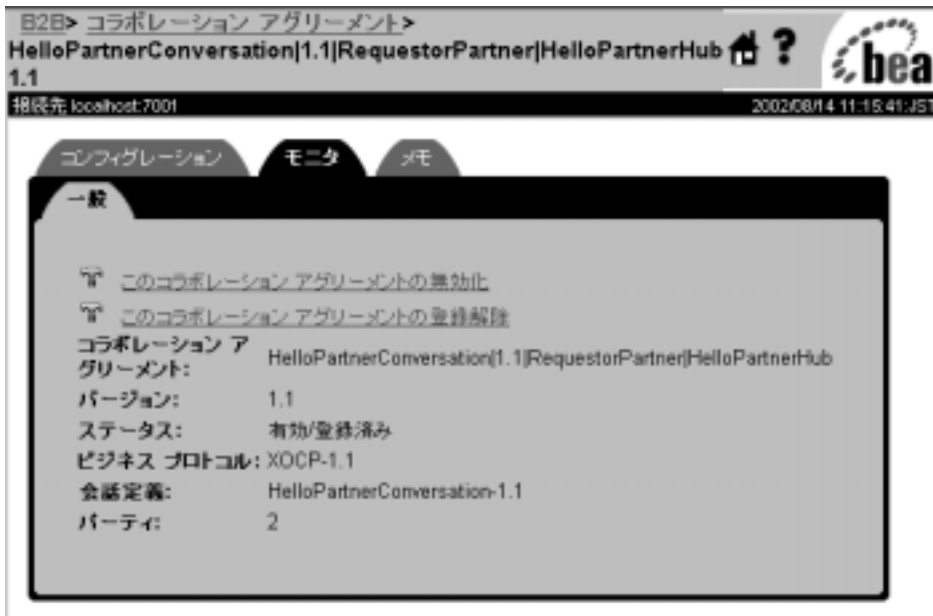 B2B> コラボレーション アグリーメント>
HelloPartnerConversation|1.1|RequestorPartner|HelloPartnerHub
1.1
?
bea
接続先 localhost:7001
2002/08/14 11:15:41:JST
コンフィグレーション
モニタ
メモ
一般
このコラボレーション アグリーメントの無効化
このコラボレーション アグリーメントの登録解除
コラボレーション ア
グリーメント:
HelloPartnerConversation|1.1|RequestorPartner|HelloPartnerHub
バージョン: 1.1
ステータス: 有効/登録済み
ビジネス プロトコル: XOCP-1.1
会話定義: HelloPartnerConversation-1.1
パーティ: 2